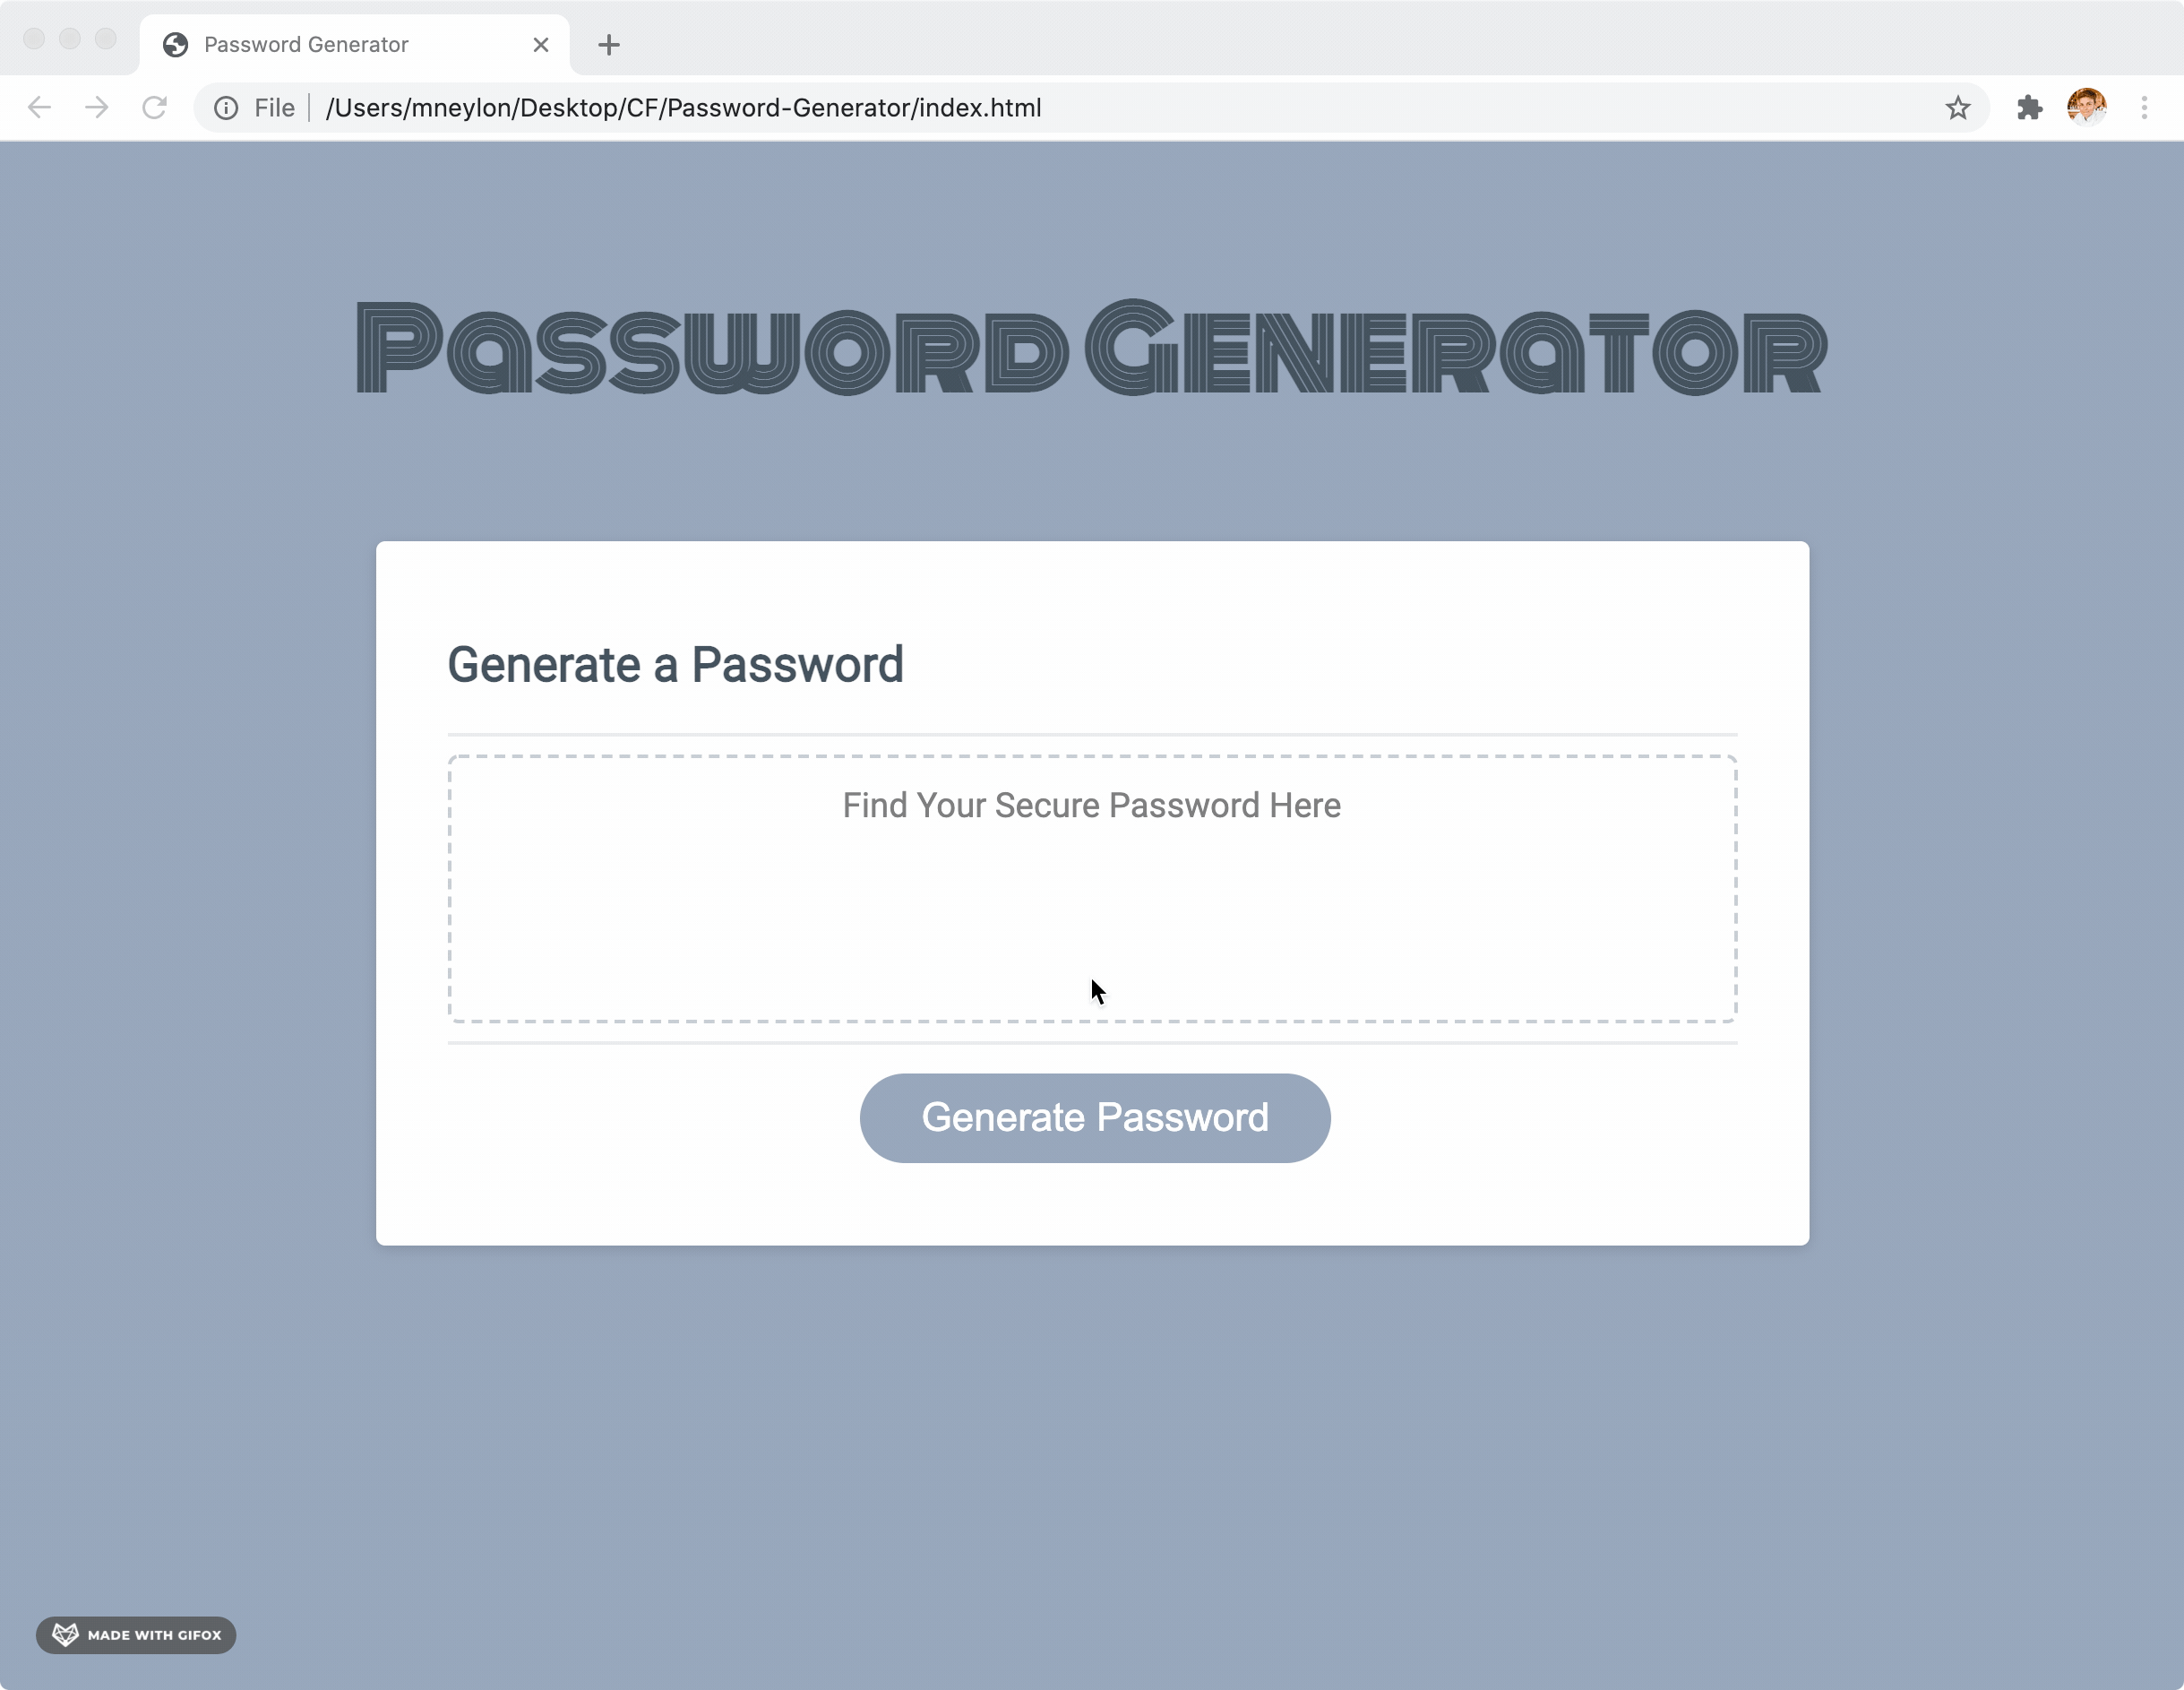 Password Generator
File /Users/mneylon/Desktop/CF/Password-Generator/index.html
Password Generator
Generate a Password
Find Your Secure Password Here
Generate Password
MADE WITH GIFOX